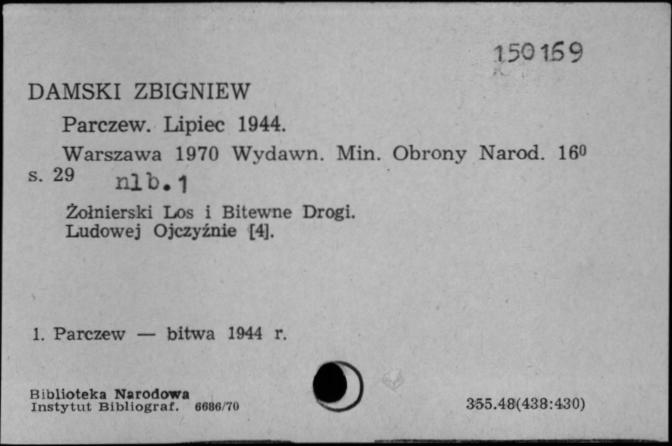 150159
DAMSKI ZBIGNIEW
Parczew. Lipiec 1944.
Warszawa 1970 Wydawn. Min. Obrony Narod. 16⁰
s. 29 nlb. 1
Żołnierski Los i Bitewne Drogi.
Ludowej Ojczyźnie [4].
1. Parczew — bitwa 1944 r.
Biblioteka Narodowa
Instytut Bibliograf. 6686/70
355.48(438:430)